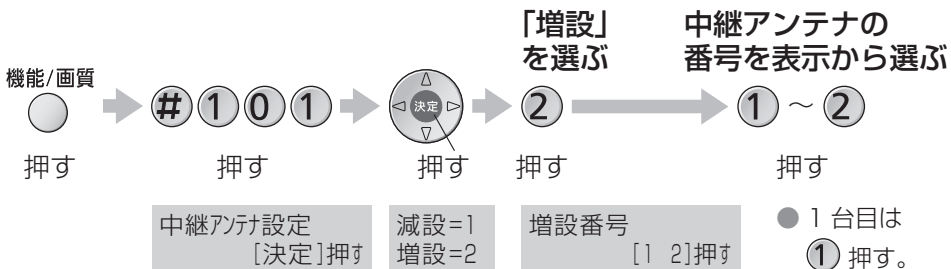 「増設」
を選ぶ
中継アンテナの
番号を表示から選ぶ
機能/画質
# 1 0 1
決定
2
1 ~ 2
押す
押す
押す
押す
押す
中継アンテナ設定
[決定]押す
減設=1
増設=2
増設番号
[1 2]押す
● 1 台目は
1 押す。